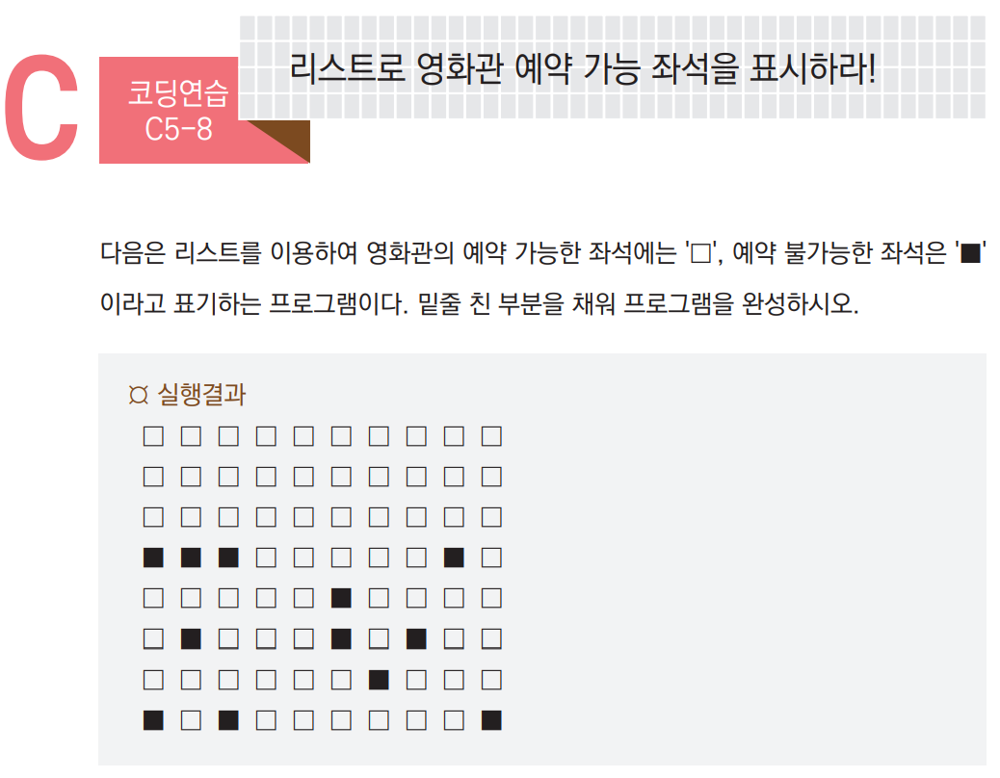 C
코딩연습
C5-8
리스트로 영화관 예약 가능 좌석을 표시하라!
다음은 리스트를 이용하여 영화관의 예약 가능한 좌석에는 '□', 예약 불가능한 좌석은 '■'
이라고 표기하는 프로그램이다. 밑줄 친 부분을 채워 프로그램을 완성하시오.
¤ 실행결과
□ □ □ □ □ □ □ □ □ □
□ □ □ □ □ □ □ □ □ □
□ □ □ □ □ □ □ □ □ □
■ ■ ■ □ □ □ □ □ ■ □
□ □ □ □ □ ■ □ □ □ □
□ ■ □ □ □ ■ □ ■ □ □
□ □ □ □ □ □ ■ □ □ □
■ □ ■ □ □ □ □ □ □ ■